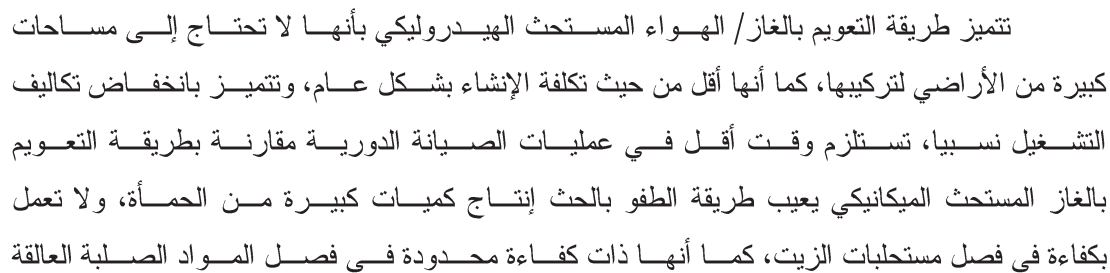 تتميز طريقة التعويم بالغاز/ الهواء المستحث الهيدروليكي بأنها لا تحتاج إلى مساحات
كبيرة من الأراضي لتركيبها، كما أنها أقل من حيث تكلفة الإنشاء بشكل عام، وتتميز بانخفاض تكاليف
التشغيل نسبيا، تستلزم وقت أقل في عمليات الصيانة الدورية مقارنة بطريقة التعويم
بالغاز المستحث الميكانيكي يعيب طريقة الطفو بالحث إنتاج كميات كبيرة من الحمأة، ولا تعمل
بكفاءة في فصل مستحلبات الزيت، كما أنها ذات كفاءة محدودة في فصل المواد الصلبة العالقة